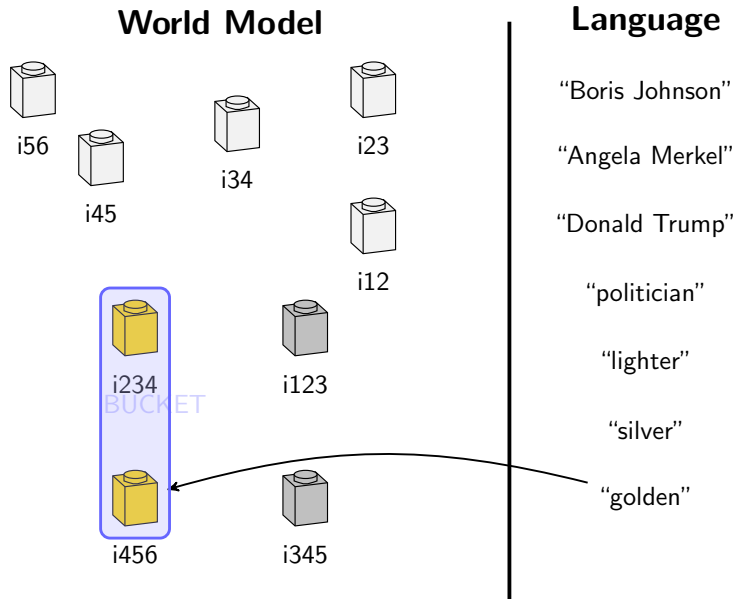 World Model
Language
“Boris Johnson”
i56
i23
“Angela Merkel”
i34
i45
“Donald Trump”
i12
“politician”
“lighter”
i234
i123
BUCKET
“silver”
“golden”
i456
i345